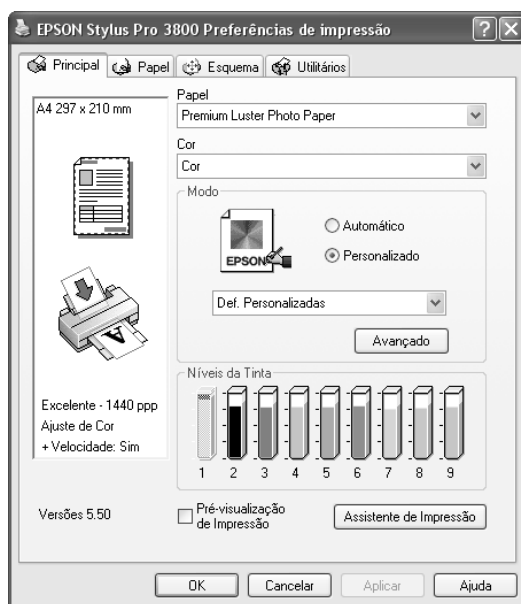 EPSON Stylus Pro 3800 Preferências de impressão
Principal
Papel
Esquema
Utilitários
A4 297 x 210 mm
Papel
Premium Luster Photo Paper
Cor
Cor
Modo
EPSON
Automático
Personalizado
Def. Personalizadas
Avançado
A
Excelente - 1440 ppp
Ajuste de Cor
+ Velocidade: Sim
Níveis da Tinta
1 2 3 4 5 6 7 8 9
Versões 5.50
Pré-visualização
de Impressão
Assistente de Impressão
OK Cancelar Aplicar Ajuda